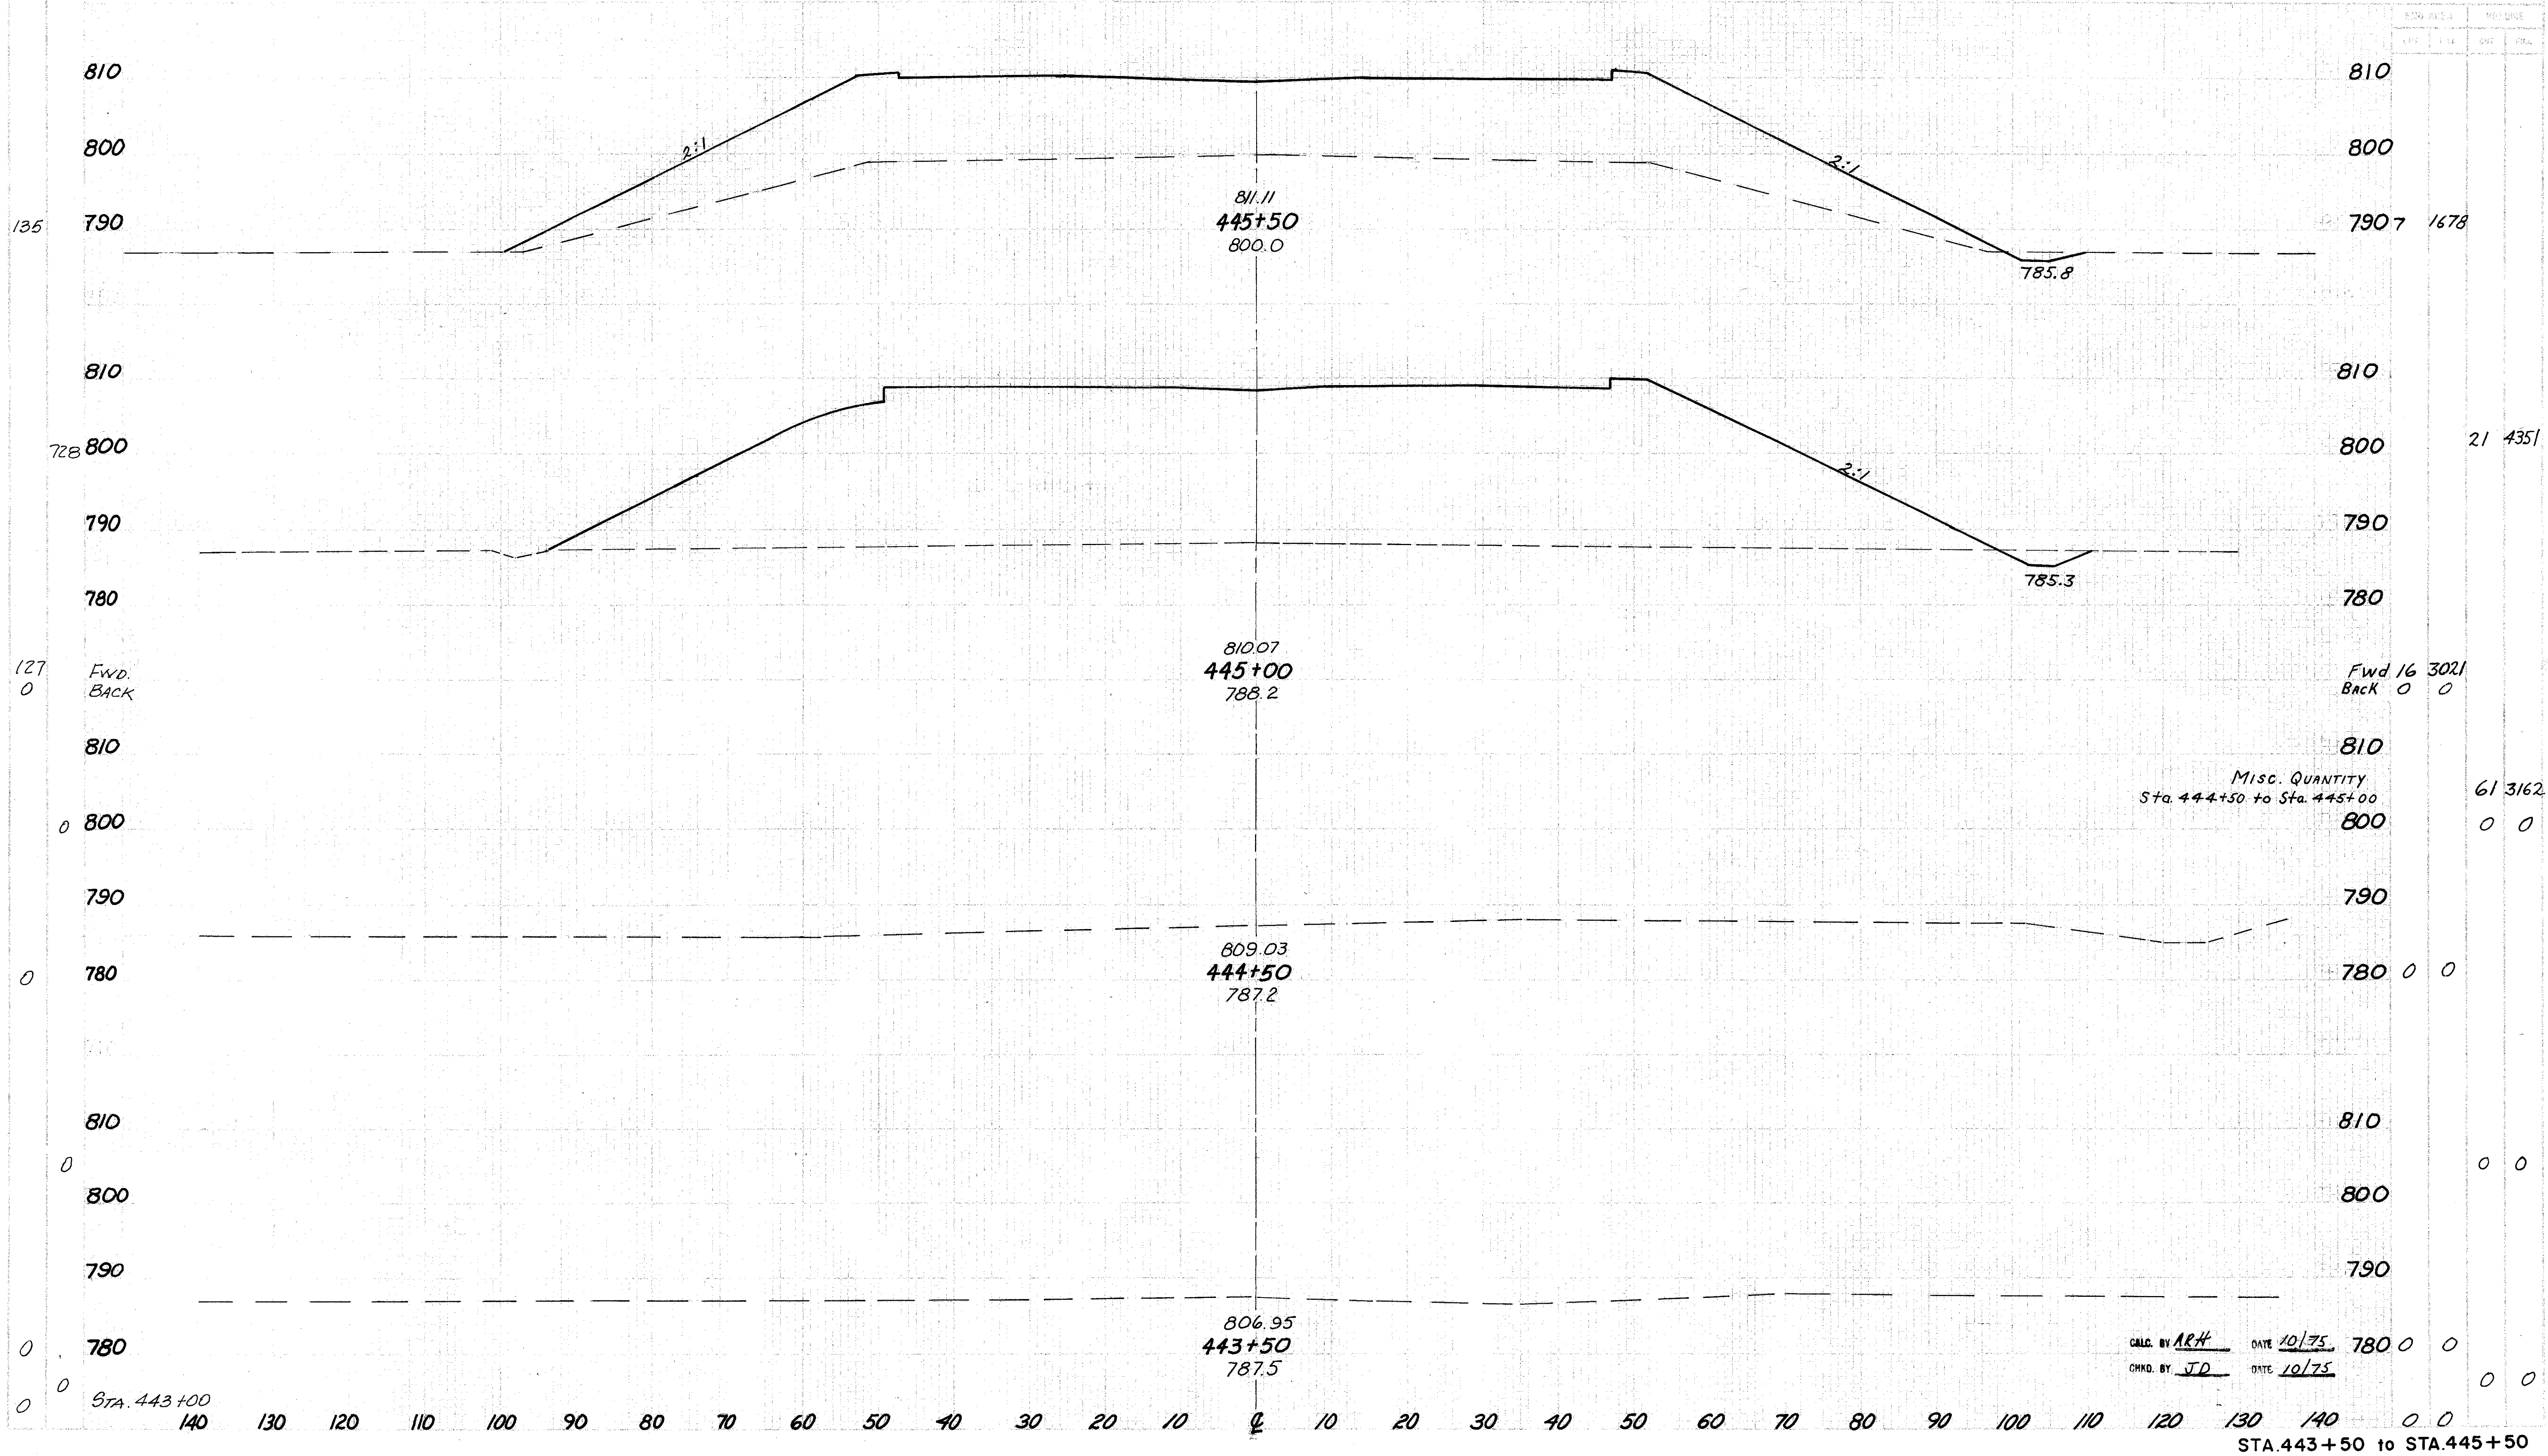 810 810
2:1
800 800
2:1
811.11
135 790 445+50 790 7 1678
800.0
785.8
810 810
728 800 800 21 4351
2:1
790 790
785.3
780 780
810.07
127 FWD. 445+00 Fwd 16 3021
0 BACK 788.2 BACK 0 0
810 810
MISC. QUANTITY 61 3162
Sta. 444+50 to Sta. 445+00
0 800 800 0 0
790 790
809.03
0 780 444+50 780 0 0
787.2
810 810
0 0 0
800 800
790 790
806.95
0 780 443+50 CALC. BY ARH DATE 10/75 780 0 0
787.5 CHKD. BY JD DATE 10/75
0 0 0
0 STA. 443+00
140 130 120 110 100 90 80 70 60 50 40 30 20 10 ℄ 10 20 30 40 50 60 70 80 90 100 110 120 130 140 0 0
STA.443+50 to STA.445+50